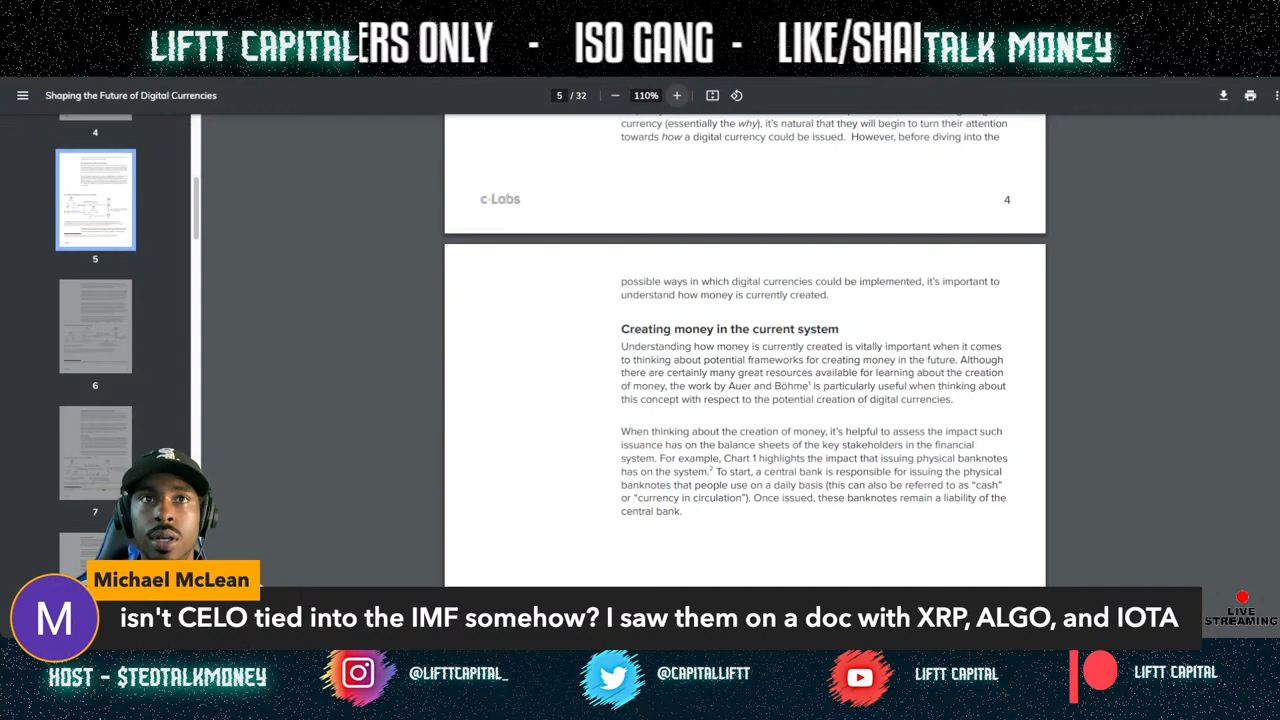 LIFTT CAPITAL
ERS ONLY - ISO GANG - LIKE/SHAI
TALK MONEY
Shaping the Future of Digital Currencies
5 / 32
110%
4
5
6
7
currency (essentially the why), it's natural that they will begin to turn their attention
towards how a digital currency could be issued. However, before diving into the
cLabs
4
possible ways in which digital currencies could be implemented, it's important to
understand how money is currently created.
Creating money in the current system
Understanding how money is currently created is vitally important when it comes
to thinking about potential frameworks for creating money in the future. Although
there are certainly many great resources available for learning about the creation
of money, the work by Auer and Böhme¹ is particularly useful when thinking about
this concept with respect to the potential creation of digital currencies.
When thinking about the creation of money, it's helpful to assess the impact such
issuance has on the balance sheets of the key stakeholders in the financial
system. For example, Chart 1 highlights the impact that issuing physical banknotes
has on the system.² To start, a central bank is responsible for issuing the physical
banknotes that people use on a daily basis (this can also be referred to as “cash”
or “currency in circulation”). Once issued, these banknotes remain a liability of the
central bank.
Michael McLean
M
isn't CELO tied into the IMF somehow? I saw them on a doc with XRP, ALGO, and IOTA
LIVE
STREAMING
HOST - $TEDTALKMONEY
@LIFTTCAPITAL_
@CAPITALLIFTT
LIFTT CAPITAL
LIFTT CAPITAL